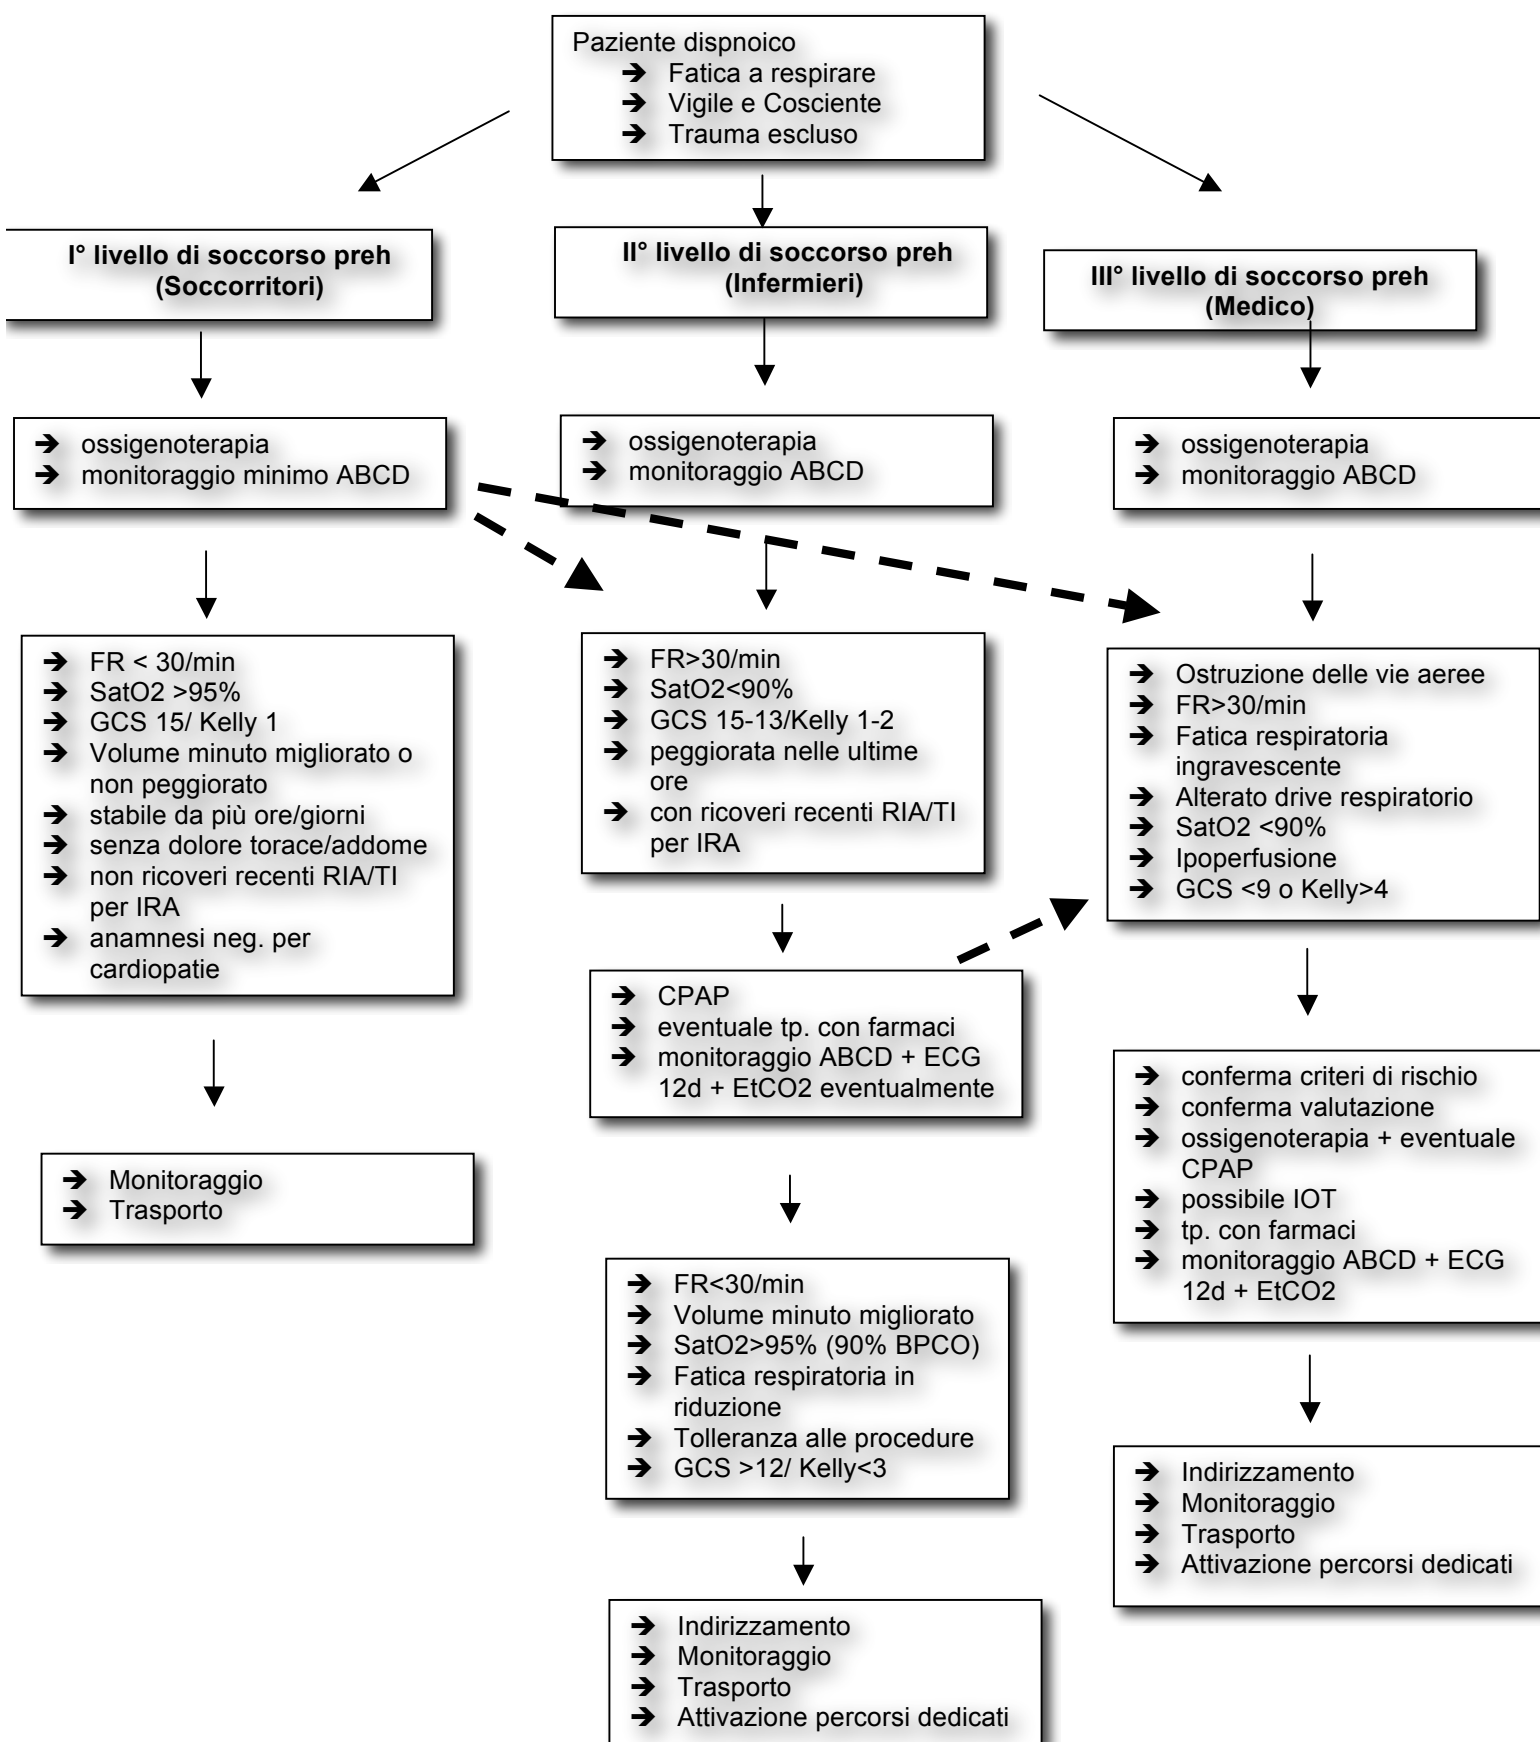 Paziente dispnoico
➔ Fatica a respirare
➔ Vigile e Cosciente
➔ Trauma escluso
I° livello di soccorso preh
(Soccorritori)
II° livello di soccorso preh
(Infermieri)
III° livello di soccorso preh
(Medico)
➔ ossigenoterapia
➔ monitoraggio minimo ABCD
➔ ossigenoterapia
➔ monitoraggio ABCD
➔ ossigenoterapia
➔ monitoraggio ABCD
➔ FR < 30/min
➔ SatO2 >95%
➔ GCS 15/ Kelly 1
➔ Volume minuto migliorato o
non peggiorato
➔ stabile da più ore/giorni
➔ senza dolore torace/addome
➔ non ricoveri recenti RIA/TI
per IRA
➔ anamnesi neg. per
cardiopatie
➔ FR>30/min
➔ SatO2<90%
➔ GCS 15-13/Kelly 1-2
➔ peggiorata nelle ultime
ore
➔ con ricoveri recenti RIA/TI
per IRA
➔ Ostruzione delle vie aeree
➔ FR>30/min
➔ Fatica respiratoria
ingravescente
➔ Alterato drive respiratorio
➔ SatO2 <90%
➔ Ipoperfusione
➔ GCS <9 o Kelly>4
➔ CPAP
➔ eventuale tp. con farmaci
➔ monitoraggio ABCD + ECG
12d + EtCO2 eventualmente
➔ conferma criteri di rischio
➔ conferma valutazione
➔ ossigenoterapia + eventuale
CPAP
➔ possibile IOT
➔ tp. con farmaci
➔ monitoraggio ABCD + ECG
12d + EtCO2
➔ Monitoraggio
➔ Trasporto
➔ FR<30/min
➔ Volume minuto migliorato
➔ SatO2>95% (90% BPCO)
➔ Fatica respiratoria in
riduzione
➔ Tolleranza alle procedure
➔ GCS >12/ Kelly<3
➔ Indirizzamento
➔ Monitoraggio
➔ Trasporto
➔ Attivazione percorsi dedicati
➔ Indirizzamento
➔ Monitoraggio
➔ Trasporto
➔ Attivazione percorsi dedicati